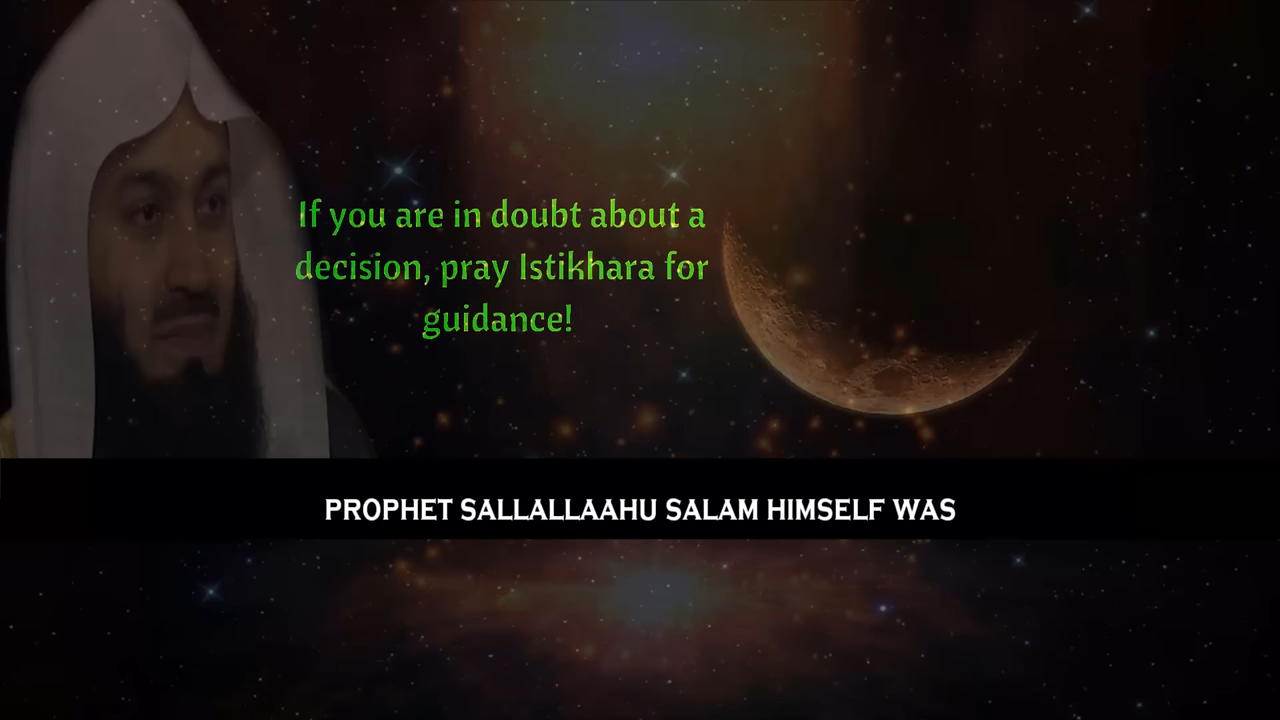 If you are in doubt about a
decision, pray Istikhara for
guidance!
PROPHET SALLALLAAHU SALAM HIMSELF WAS